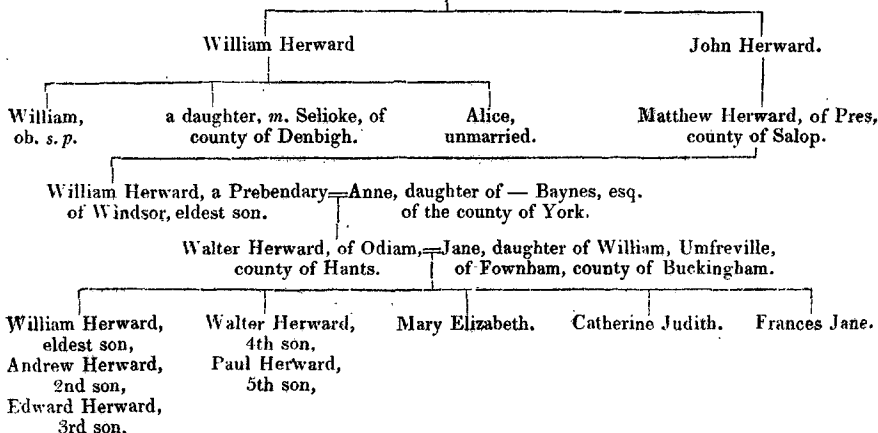 William Herward
John Herward.
William,
ob. s. p.
a daughter, m. Selioke, of
county of Denbigh.
Alice,
unmarried.
Matthew Herward, of Pres,
county of Salop.
William Herward, a Prebendary=Anne, daughter of — Baynes, esq.
of Windsor, eldest son.
of the county of York.
Walter Herward, of Odiam,=Jane, daughter of William, Umfreville,
county of Hants.
of Fownham, county of Buckingham.
William Herward,
eldest son,
Andrew Herward,
2nd son,
Edward Herward,
3rd son.
Walter Herward,
4th son,
Paul Herward,
5th son,
Mary Elizabeth.
Catherine Judith.
Frances Jane.